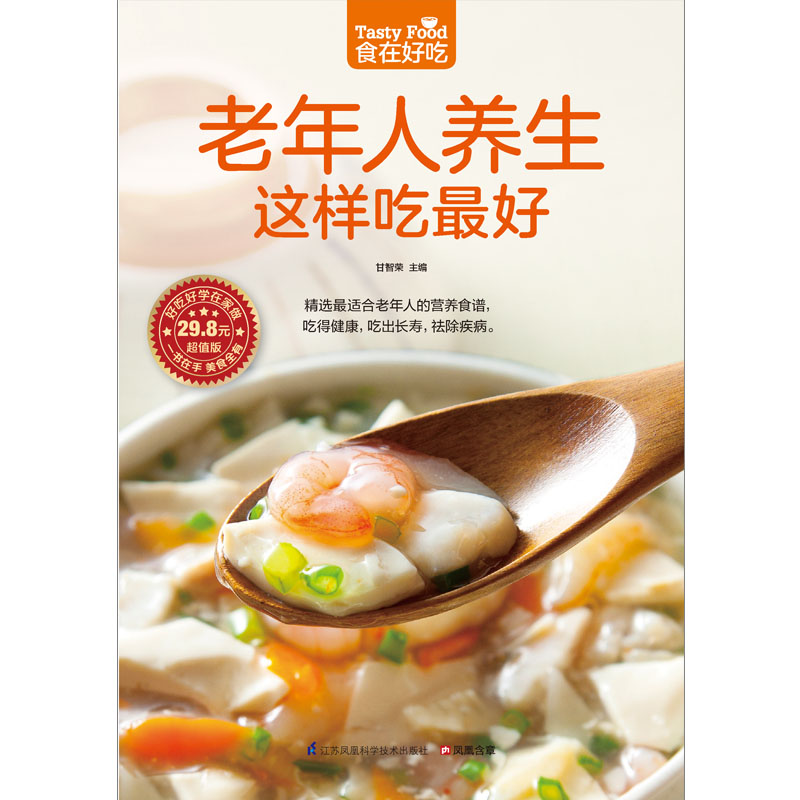 Tasty Food
食在好吃
老年人养生
这样吃最好
甘智荣 主编
精选最适合老年人的营养食谱，
吃得健康，吃出长寿，祛除疾病。
好吃好学在家做
29.8元
超值版
一书在手 美食全有
江苏凤凰科学技术出版社 凤凰含章